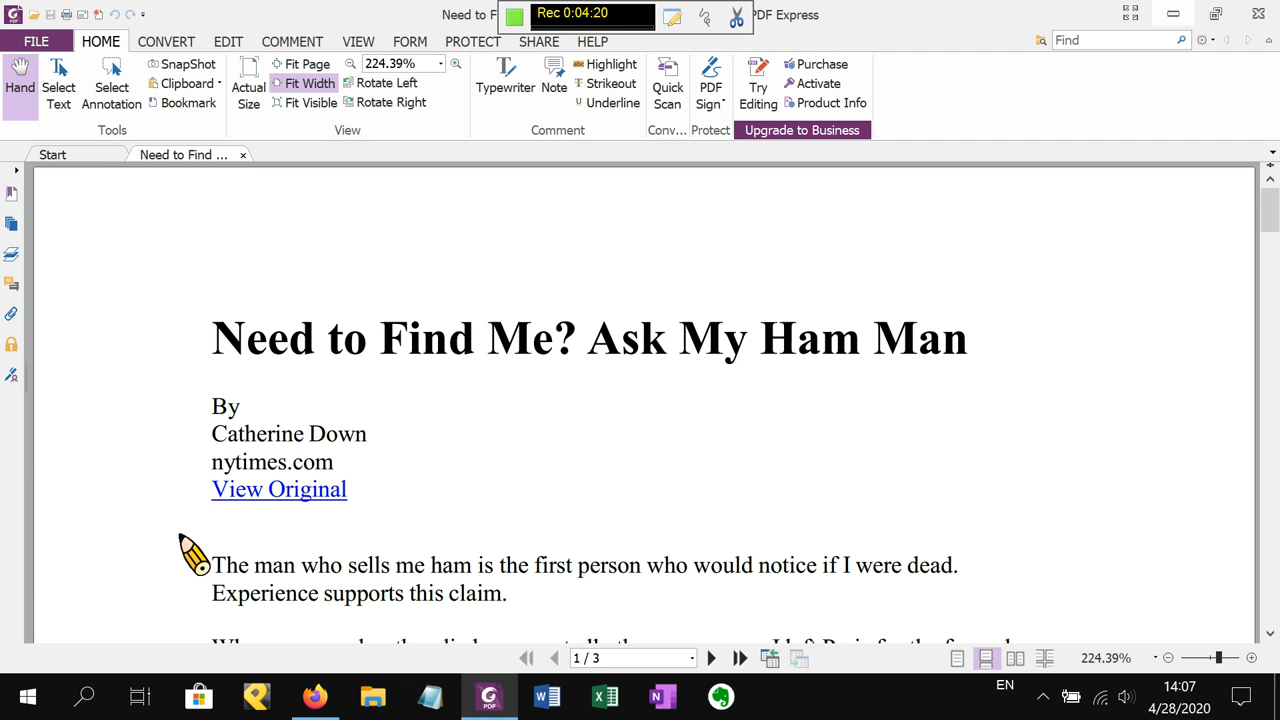 Need to F
Rec 0:04:20
PDF Express
FILE HOME CONVERT EDIT COMMENT VIEW FORM PROTECT SHARE HELP
Find
Hand
Select Text
Select Annotation
SnapShot
Clipboard
Bookmark
Tools
Actual Size
Fit Page
Fit Width
Fit Visible
224.39%
Rotate Left
Rotate Right
View
Typewriter
Note
Highlight
Strikeout
Underline
Comment
Quick Scan
Conv...
PDF Sign
Protect
Try Editing
Purchase
Activate
Product Info
Upgrade to Business
Start
Need to Find ...
Need to Find Me? Ask My Ham Man
By
Catherine Down
nytimes.com
View Original
The man who sells me ham is the first person who would notice if I were dead.
Experience supports this claim.
1 / 3
224.39%
EN
14:07
4/28/2020